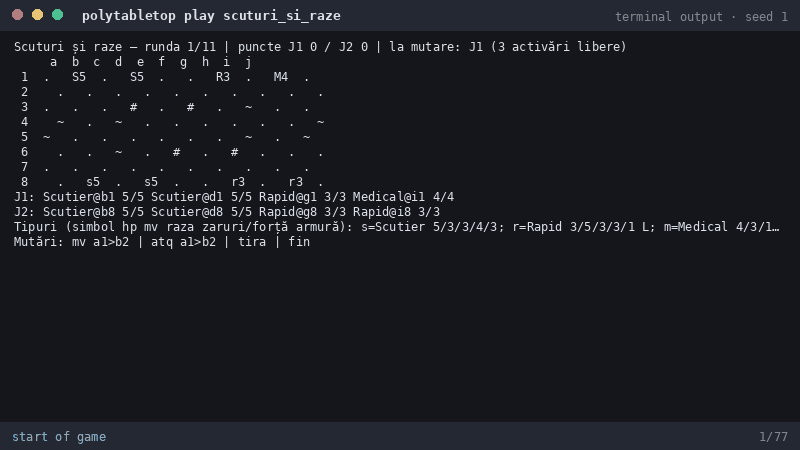 polytabletop play scuturi_si_raze
terminal output · seed 1
Scuturi și raze — runda 1/11 | puncte J1 0 / J2 0 | la mutare: J1 (3 activări libere)
a b c d e f g h i j
1 . S5 . S5 . . R3 . M4 .
2 . . . . . . . . . .
3 . . . # . # . ~ . .
4 ~ . ~ . . . . . . ~
5 ~ . . . . . . ~ . ~
6 . . ~ . # . # . . .
7 . . . . . . . . . .
8 . s5 . s5 . . r3 . r3 .
J1: Scutier@b1 5/5 Scutier@d1 5/5 Rapid@g1 3/3 Medical@i1 4/4
J2: Scutier@b8 5/5 Scutier@d8 5/5 Rapid@g8 3/3 Rapid@i8 3/3
Tipuri (simbol hp mv raza zaruri/forță armură): s=Scutier 5/3/3/4/3; r=Rapid 3/5/3/3/1 L; m=Medical 4/3/1…
Mutări: mv a1>b2 | atq a1>b2 | tira | fin
start of game
1/77